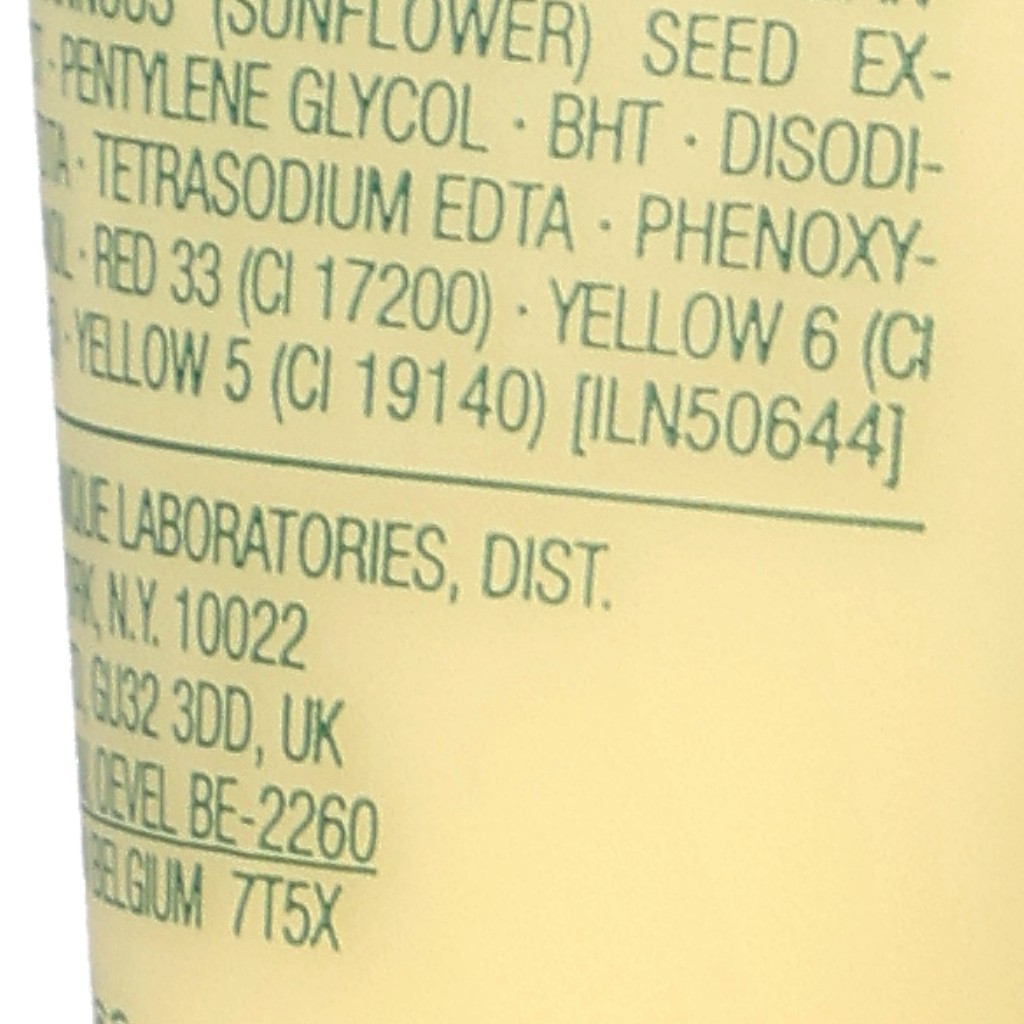 (SUNFLOWER) SEED EX-
· PENTYLENE GLYCOL · BHT · DISODI-
· TETRASODIUM EDTA · PHENOXY-
· RED 33 (CI 17200) · YELLOW 6 (CI
· YELLOW 5 (CI 19140) [ILN50644]
LABORATORIES, DIST.
N.Y. 10022
GU32 3DD, UK
OEVEL BE-2260
BELGIUM 7T5X